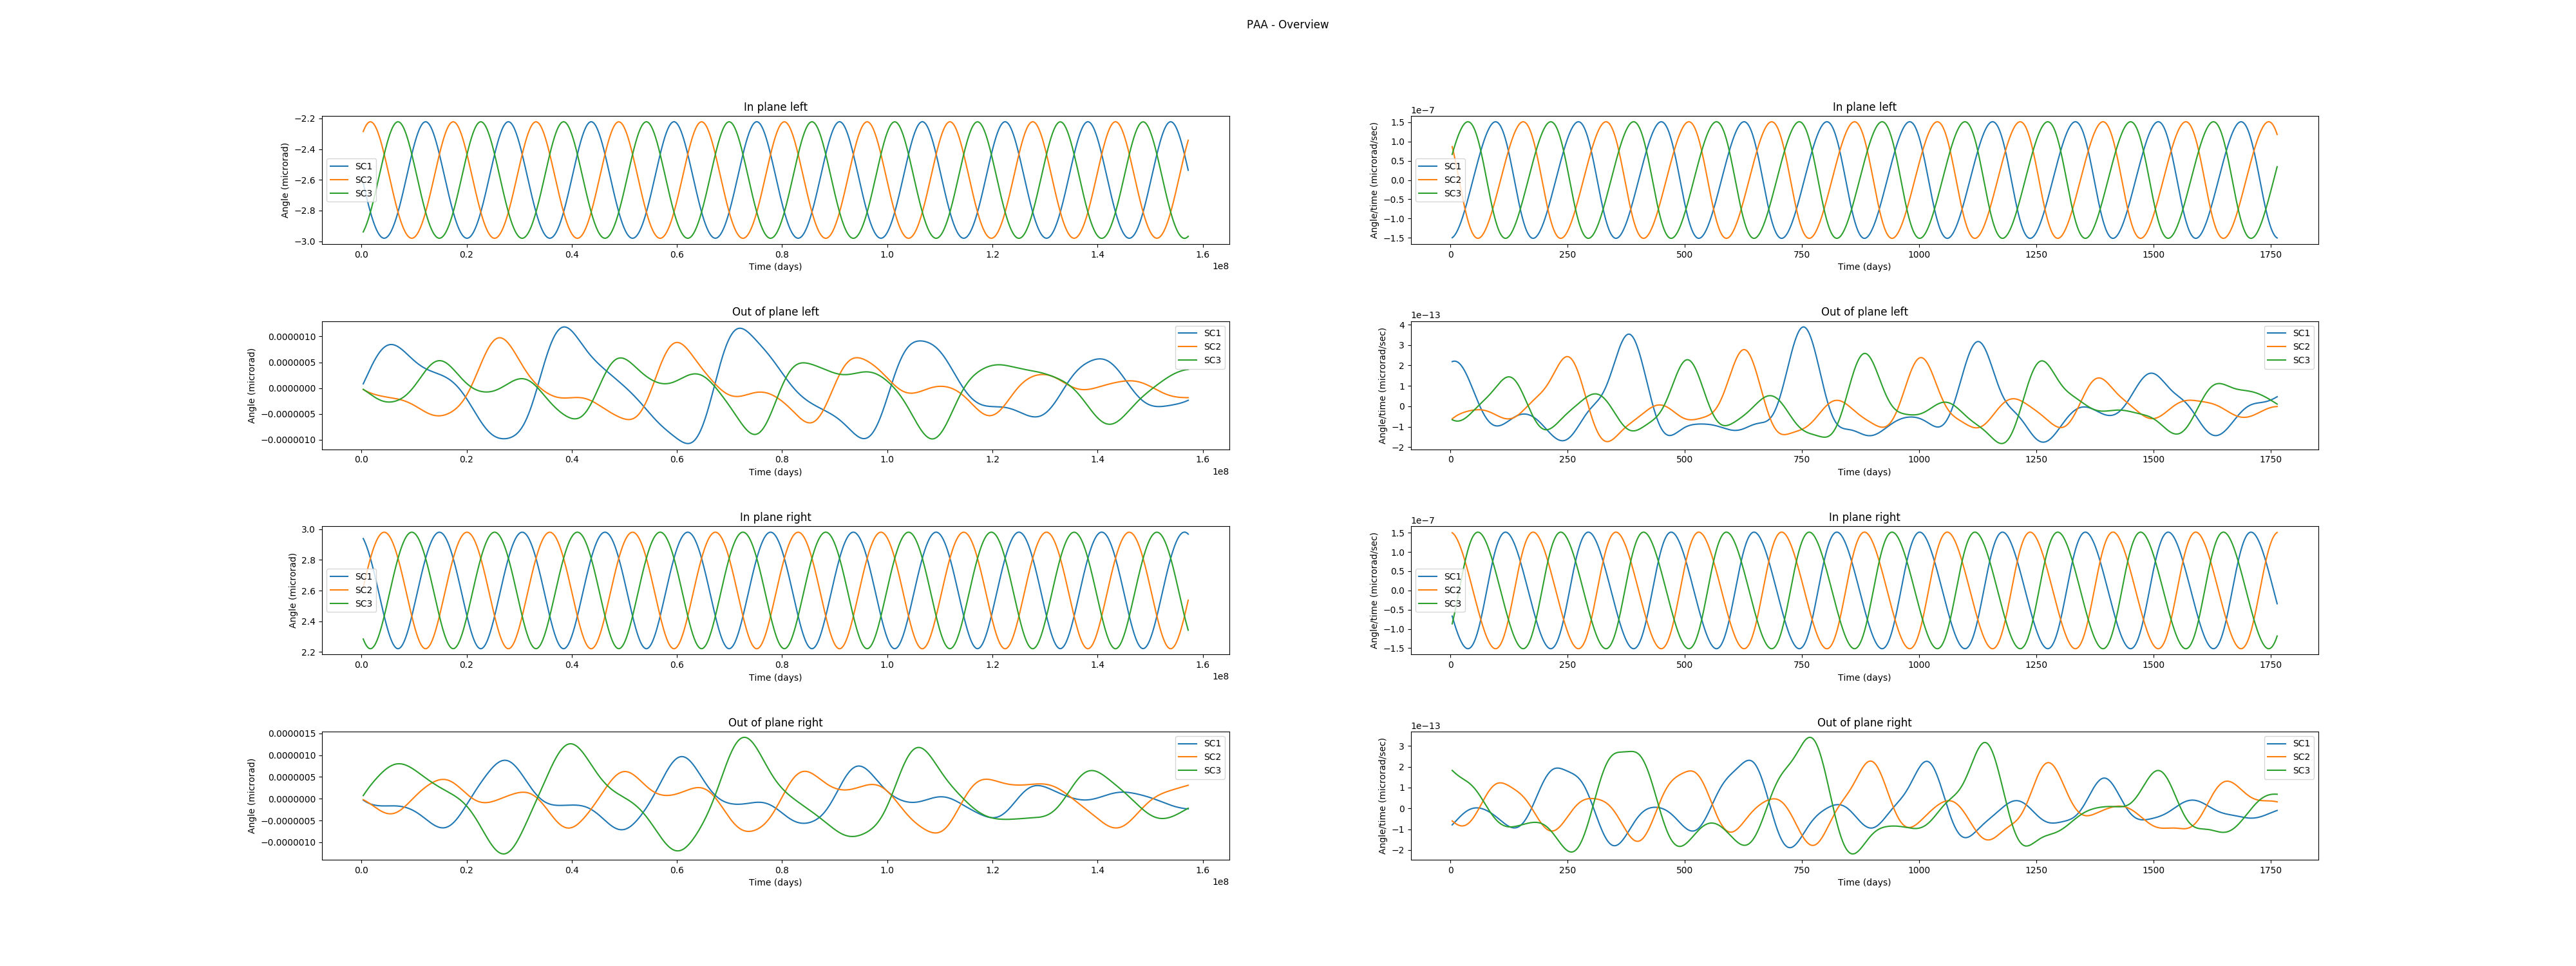 PAA - Overview
In plane left
Angle (microrad)
−2.2
−2.4
−2.6
−2.8
−3.0
SC1
SC2
SC3
0.0 0.2 0.4 0.6 0.8 1.0 1.2 1.4 1.6
1e8
Time (days)
In plane left
1e−7
Angle/time (microrad/sec)
1.5
1.0
0.5
0.0
−0.5
−1.0
−1.5
SC1
SC2
SC3
0 250 500 750 1000 1250 1500 1750
Time (days)
Out of plane left
Angle (microrad)
0.0000010
0.0000005
0.0000000
−0.0000005
−0.0000010
SC1
SC2
SC3
0.0 0.2 0.4 0.6 0.8 1.0 1.2 1.4 1.6
1e8
Time (days)
Out of plane left
1e−13
Angle/time (microrad/sec)
4
3
2
1
0
−1
−2
SC1
SC2
SC3
0 250 500 750 1000 1250 1500 1750
Time (days)
In plane right
Angle (microrad)
3.0
2.8
2.6
2.4
2.2
SC1
SC2
SC3
0.0 0.2 0.4 0.6 0.8 1.0 1.2 1.4 1.6
1e8
Time (days)
In plane right
1e−7
Angle/time (microrad/sec)
1.5
1.0
0.5
0.0
−0.5
−1.0
−1.5
SC1
SC2
SC3
0 250 500 750 1000 1250 1500 1750
Time (days)
Out of plane right
Angle (microrad)
0.0000015
0.0000010
0.0000005
0.0000000
−0.0000005
−0.0000010
SC1
SC2
SC3
0.0 0.2 0.4 0.6 0.8 1.0 1.2 1.4 1.6
1e8
Time (days)
Out of plane right
1e−13
Angle/time (microrad/sec)
3
2
1
0
−1
−2
SC1
SC2
SC3
0 250 500 750 1000 1250 1500 1750
Time (days)